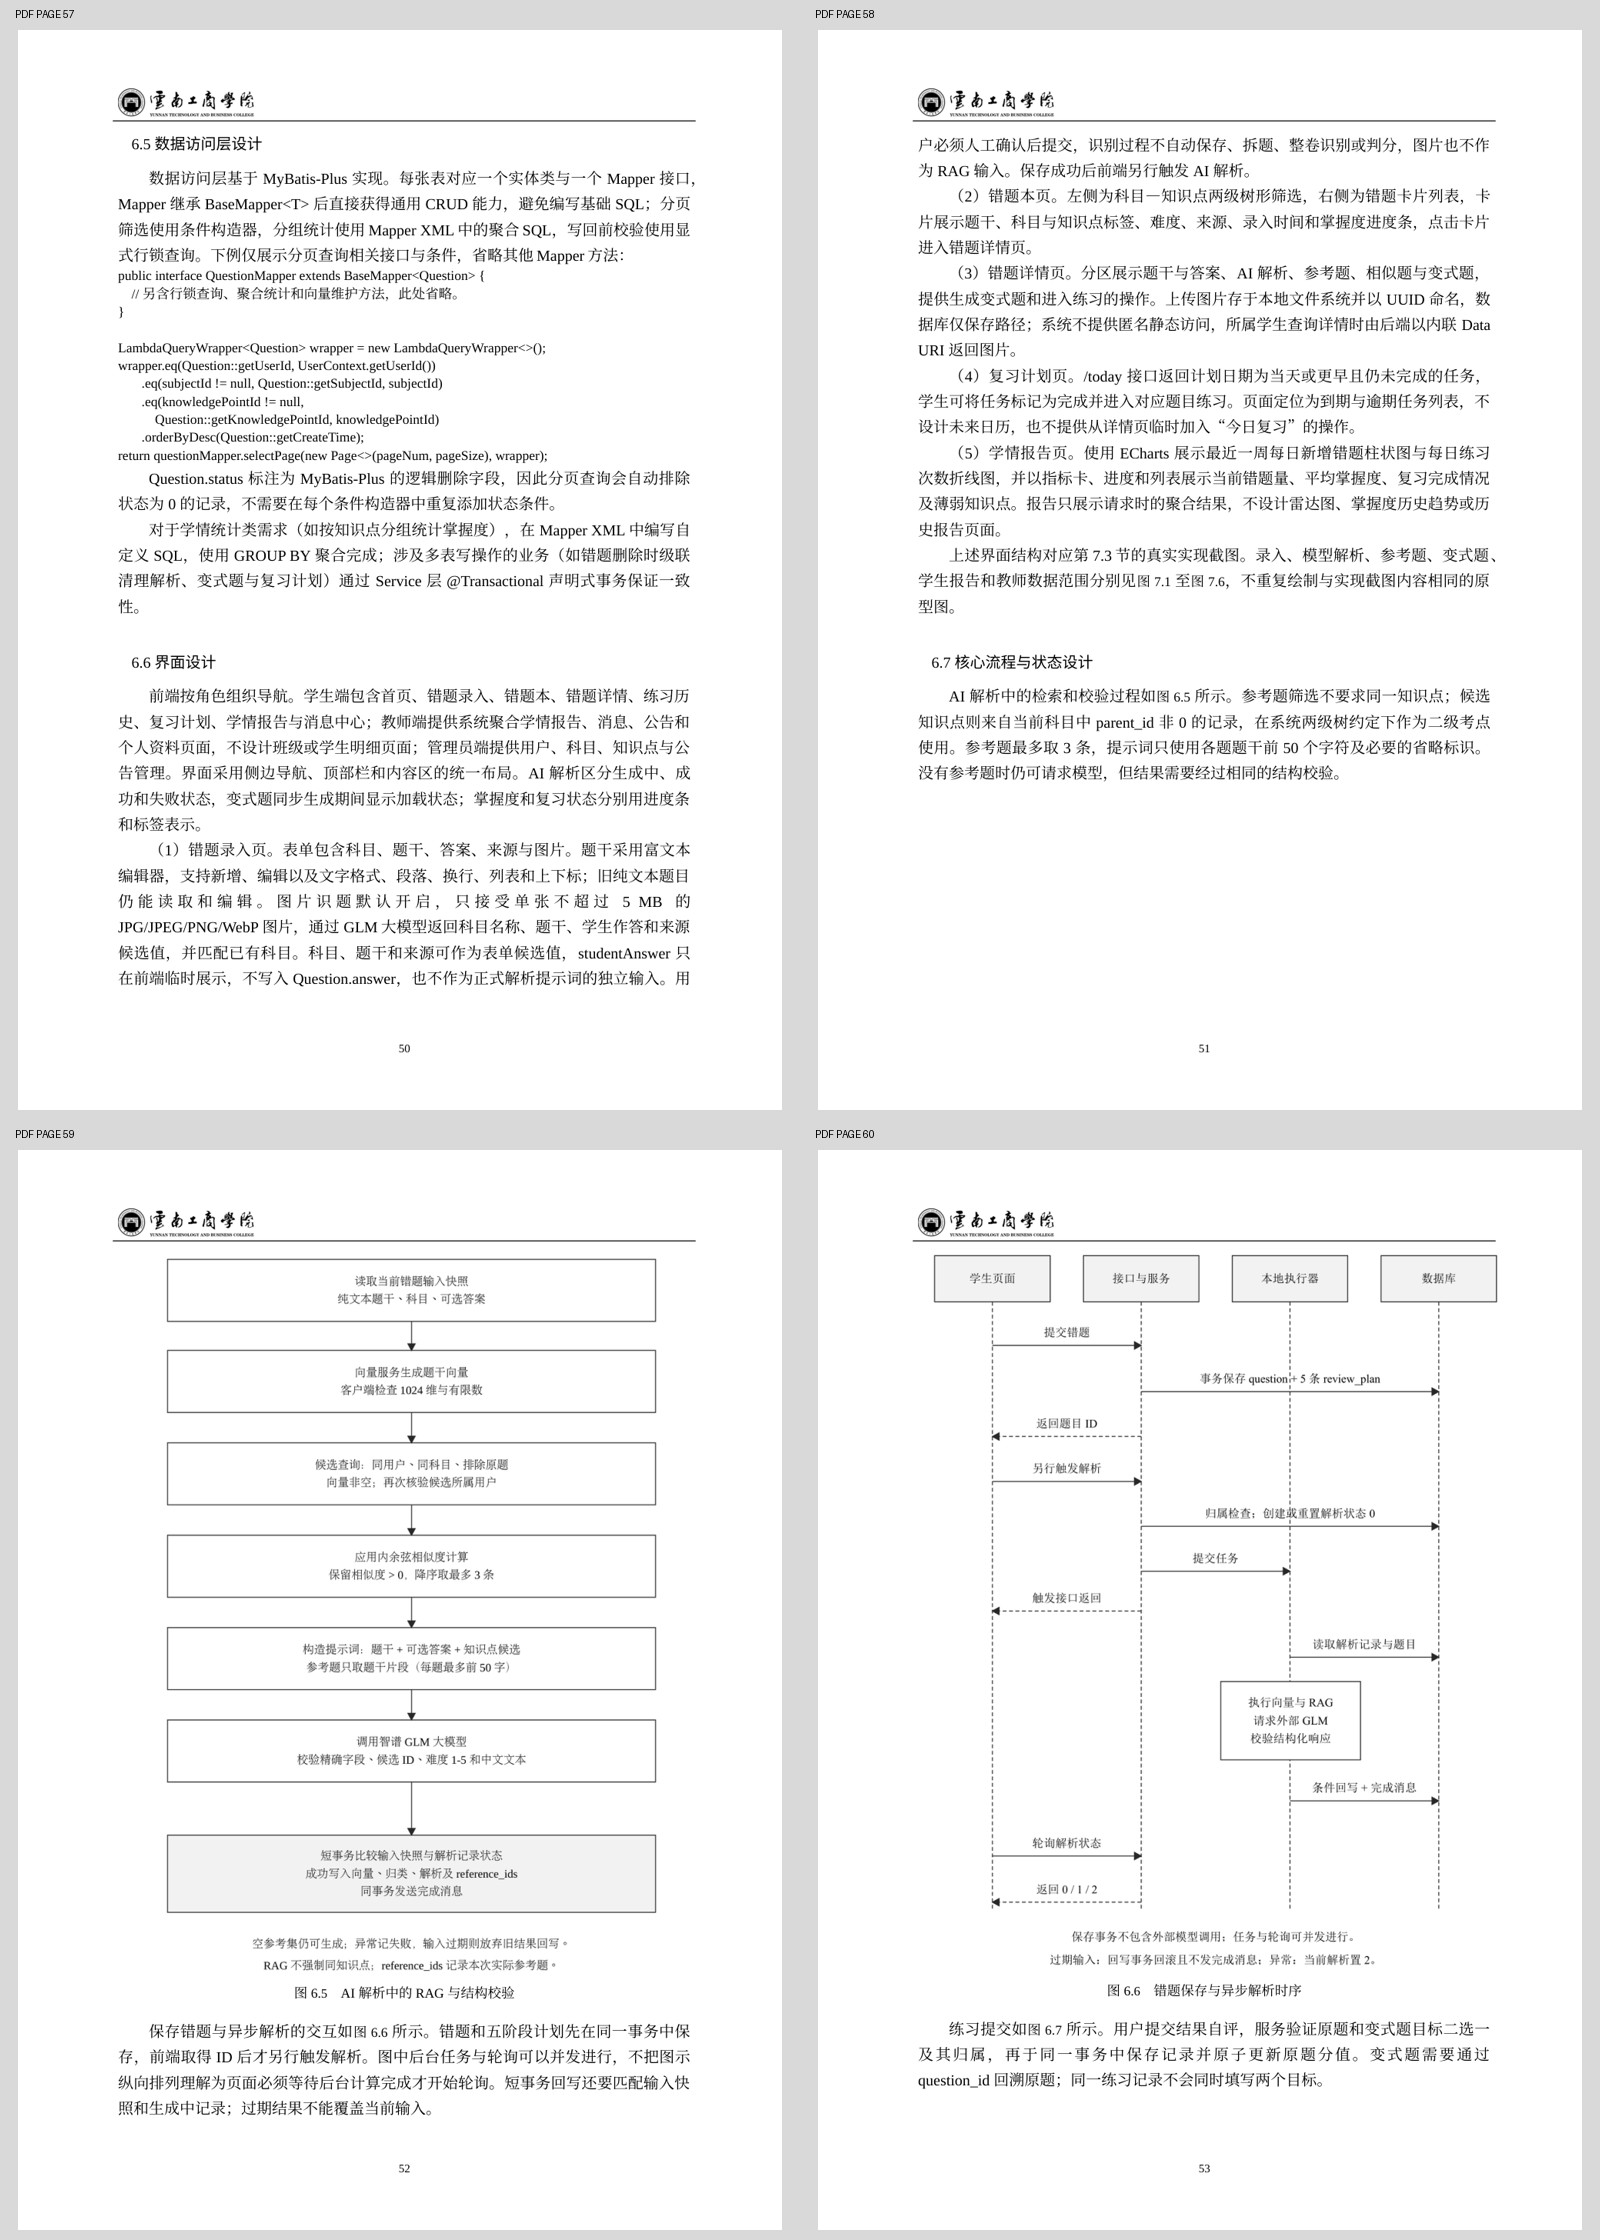 PDF PAGE 57
雲南工商學院
YUNNAN TECHNOLOGY AND BUSINESS COLLEGE
6.5 数据访问层设计
数据访问层基于 MyBatis-Plus 实现。每张表对应一个实体类与一个 Mapper 接口，
Mapper 继承 BaseMapper<T> 后直接获得通用 CRUD 能力，避免编写基础 SQL；分页
筛选使用条件构造器，分组统计使用 Mapper XML 中的聚合 SQL，写回前校验使用显
式行锁查询。下例仅展示分页查询相关接口与条件，省略其他 Mapper 方法：
public interface QuestionMapper extends BaseMapper<Question> {
// 另含行锁查询、聚合统计和向量维护方法，此处省略。
}
LambdaQueryWrapper<Question> wrapper = new LambdaQueryWrapper<>();
wrapper.eq(Question::getUserId, UserContext.getUserId())
.eq(subjectId != null, Question::getSubjectId, subjectId)
.eq(knowledgePointId != null,
Question::getKnowledgePointId, knowledgePointId)
.orderByDesc(Question::getCreateTime);
return questionMapper.selectPage(new Page<>(pageNum, pageSize), wrapper);
Question.status 标注为 MyBatis-Plus 的逻辑删除字段，因此分页查询会自动排除
状态为 0 的记录，不需要在每个条件构造器中重复添加状态条件。
对于学情统计类需求（如按知识点分组统计掌握度），在 Mapper XML 中编写自
定义 SQL，使用 GROUP BY 聚合完成；涉及多表写操作的业务（如错题删除时级联
清理解析、变式题与复习计划）通过 Service 层 @Transactional 声明式事务保证一致
性。
6.6 界面设计
前端按角色组织导航。学生端包含首页、错题录入、错题本、错题详情、练习历
史、复习计划、学情报告与消息中心；教师端提供系统聚合学情报告、消息、公告和
个人资料页面，不设计班级或学生明细页面；管理员端提供用户、科目、知识点与公
告管理。界面采用侧边导航、顶部栏和内容区的统一布局。AI 解析区分生成中、成
功和失败状态，变式题同步生成期间显示加载状态；掌握度和复习状态分别用进度条
和标签表示。
（1）错题录入页。表单包含科目、题干、答案、来源与图片。题干采用富文本
编辑器，支持新增、编辑以及文字格式、段落、换行、列表和上下标；旧纯文本题目
仍能读取和编辑。图片识题默认开启，只接受单张不超过 5 MB 的
JPG/JPEG/PNG/WebP 图片，通过 GLM 大模型返回科目名称、题干、学生作答和来源
候选值，并匹配已有科目。科目、题干和来源可作为表单候选值，studentAnswer 只
在前端临时展示，不写入 Question.answer，也不作为正式解析提示词的独立输入。用
50
PDF PAGE 58
雲南工商學院
YUNNAN TECHNOLOGY AND BUSINESS COLLEGE
户必须人工确认后提交，识别过程不自动保存、拆题、整卷识别或判分，图片也不作
为 RAG 输入。保存成功后前端另行触发 AI 解析。
（2）错题本页。左侧为科目—知识点两级树形筛选，右侧为错题卡片列表，卡
片展示题干、科目与知识点标签、难度、来源、录入时间和掌握度进度条，点击卡片
进入错题详情页。
（3）错题详情页。分区展示题干与答案、AI 解析、参考题、相似题与变式题，
提供生成变式题和进入练习的操作。上传图片存于本地文件系统并以 UUID 命名，数
据库仅保存路径；系统不提供匿名静态访问，所属学生查询详情时由后端以内联 Data
URI 返回图片。
（4）复习计划页。/today 接口返回计划日期为当天或更早且仍未完成的任务，
学生可将任务标记为完成并进入对应题目练习。页面定位为到期与逾期任务列表，不
设计未来日历，也不提供从详情页临时加入“今日复习”的操作。
（5）学情报告页。使用 ECharts 展示最近一周每日新增错题柱状图与每日练习
次数折线图，并以指标卡、进度和列表展示当前错题量、平均掌握度、复习完成情况
及薄弱知识点。报告只展示请求时的聚合结果，不设计雷达图、掌握度历史趋势或历
史报告页面。
上述界面结构对应第 7.3 节的真实实现截图。录入、模型解析、参考题、变式题、
学生报告和教师数据范围分别见图 7.1 至图 7.6，不重复绘制与实现截图内容相同的原
型图。
6.7 核心流程与状态设计
AI 解析中的检索和校验过程如图 6.5 所示。参考题筛选不要求同一知识点；候选
知识点则来自当前科目中 parent_id 非 0 的记录，在系统两级树约定下作为二级考点
使用。参考题最多取 3 条，提示词只使用各题题干前 50 个字符及必要的省略标识。
没有参考题时仍可请求模型，但结果需要经过相同的结构校验。
51
PDF PAGE 59
雲南工商學院
YUNNAN TECHNOLOGY AND BUSINESS COLLEGE
读取当前错题输入快照
纯文本题干、科目、可选答案
向量服务生成题干向量
客户端检查 1024 维与有限数
候选查询：同用户、同科目、排除原题
向量非空；再次核验候选所属用户
应用内余弦相似度计算
保留相似度 > 0，降序取最多 3 条
构造提示词：题干 + 可选答案 + 知识点候选
参考题只取题干片段（每题最多前 50 字）
调用智谱 GLM 大模型
校验精确字段、候选 ID、难度 1-5 和中文文本
短事务比较输入快照与解析记录状态
成功写入向量、归类、解析及 reference_ids
同事务发送完成消息
空参考集仍可生成；异常记失败，输入过期则放弃旧结果回写。
RAG 不强制同知识点；reference_ids 记录本次实际参考题。
图 6.5 AI 解析中的 RAG 与结构校验
保存错题与异步解析的交互如图 6.6 所示。错题和五阶段计划先在同一事务中保
存，前端取得 ID 后才另行触发解析。图中后台任务与轮询可以并发进行，不把图示
纵向排列理解为页面必须等待后台计算完成才开始轮询。短事务回写还要匹配输入快
照和生成中记录；过期结果不能覆盖当前输入。
52
PDF PAGE 60
雲南工商學院
YUNNAN TECHNOLOGY AND BUSINESS COLLEGE
学生页面 接口与服务 本地执行器 数据库
提交错题
事务保存 question + 5 条 review_plan
返回题目 ID
另行触发解析
归属检查；创建或重置解析状态 0
提交任务
触发接口返回
读取解析记录与题目
执行向量与 RAG
请求外部 GLM
校验结构化响应
条件回写 + 完成消息
轮询解析状态
返回 0 / 1 / 2
保存事务不包含外部模型调用；任务与轮询可并发进行。
过期输入：回写事务回滚且不发完成消息；异常：当前解析置 2。
图 6.6 错题保存与异步解析时序
练习提交如图 6.7 所示。用户提交结果自评，服务验证原题和变式题目标二选一
及其归属，再于同一事务中保存记录并原子更新原题分值。变式题需要通过
question_id 回溯原题；同一练习记录不会同时填写两个目标。
53